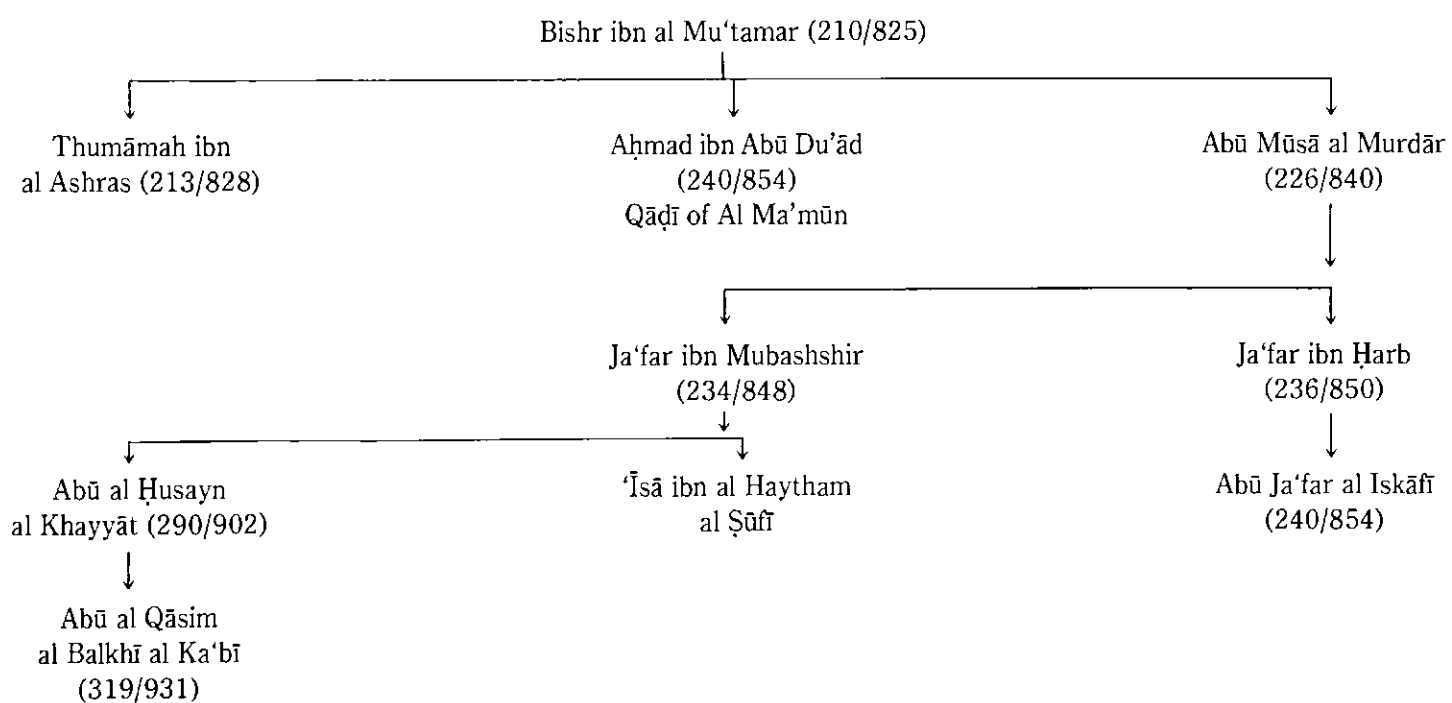 Bishr ibn al Mu‘tamar (210/825)
Thumāmah ibn
al Ashras (213/828)
Aḥmad ibn Abū Du’ād
(240/854)
Qāḍī of Al Ma’mūn
Abū Mūsā al Murdār
(226/840)
Ja‘far ibn Mubashshir
(234/848)
Ja‘far ibn Ḥarb
(236/850)
Abū al Ḥusayn
al Khayyāt (290/902)
‘Īsā ibn al Haytham
al Ṣūfī
Abū Ja‘far al Iskāfī
(240/854)
Abū al Qāsim
al Balkhī al Ka‘bī
(319/931)